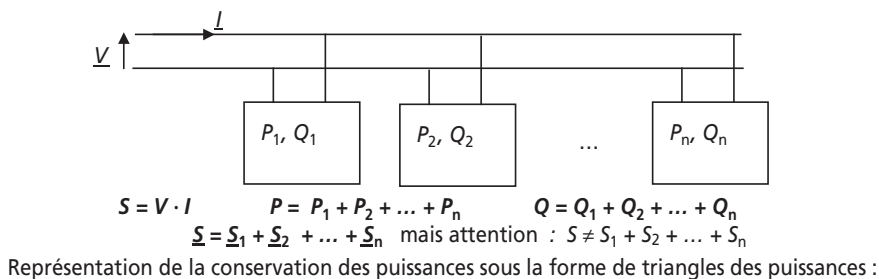 I
V
P1, Q1
P2, Q2
...
Pn, Qn
S = V · I P = P1 + P2 + ... + Pn Q = Q1 + Q2 + ... + Qn
S = S1 + S2 + ... + Sn mais attention : S ≠ S1 + S2 + ... + Sn
Représentation de la conservation des puissances sous la forme de triangles des puissances :